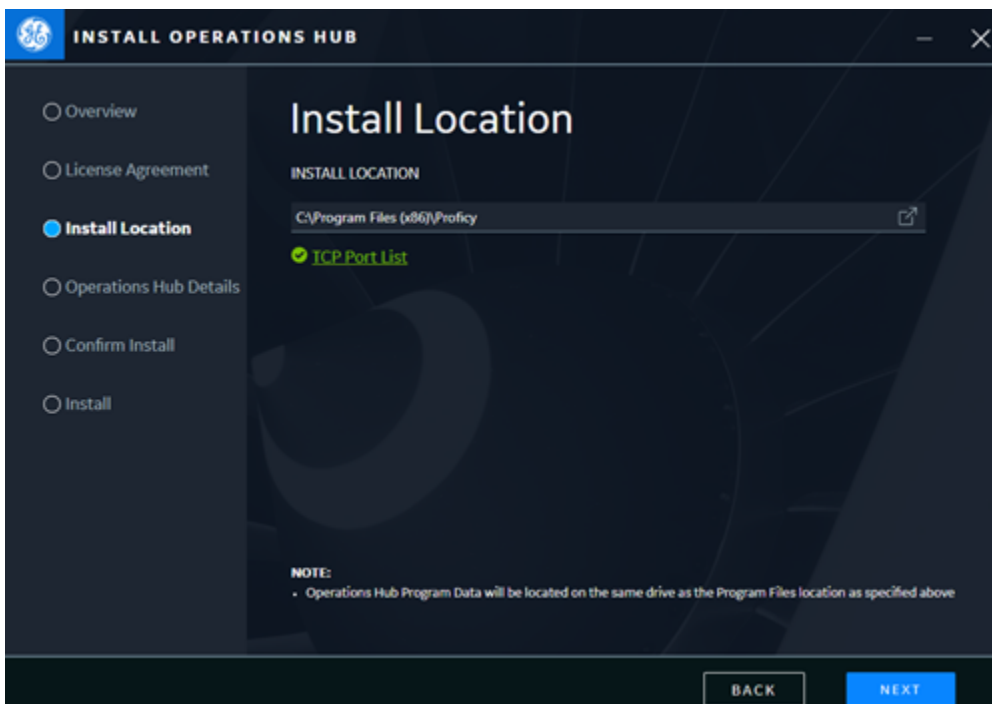 INSTALL OPERATIONS HUB
Overview
License Agreement
Install Location
Operations Hub Details
Confirm Install
Install
Install Location
INSTALL LOCATION
C:\Program Files (x86)\Proficy
TCP Port List
NOTE:
• Operations Hub Program Data will be located on the same drive as the Program Files location as specified above
BACK
NEXT